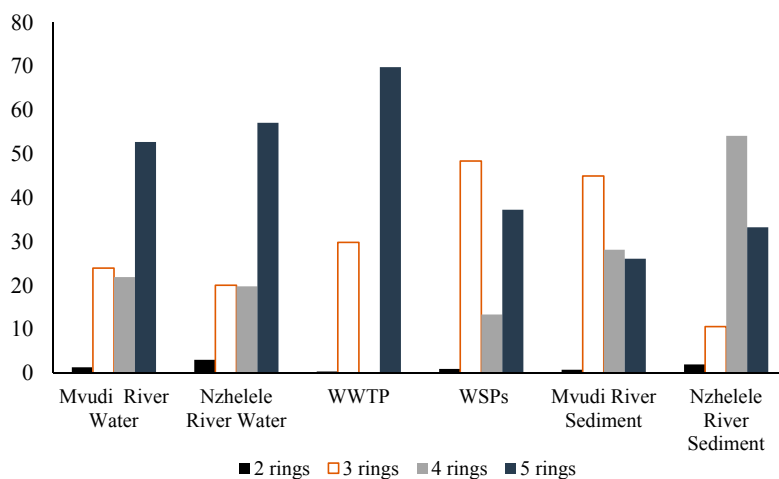 80
70
60
50
40
30
20
10
0
Mvudi River
Water
Nzhelele
River Water
WWTP
WSPs
Mvudi River
Sediment
Nzhelele
River
Sediment
2 rings 3 rings 4 rings 5 rings